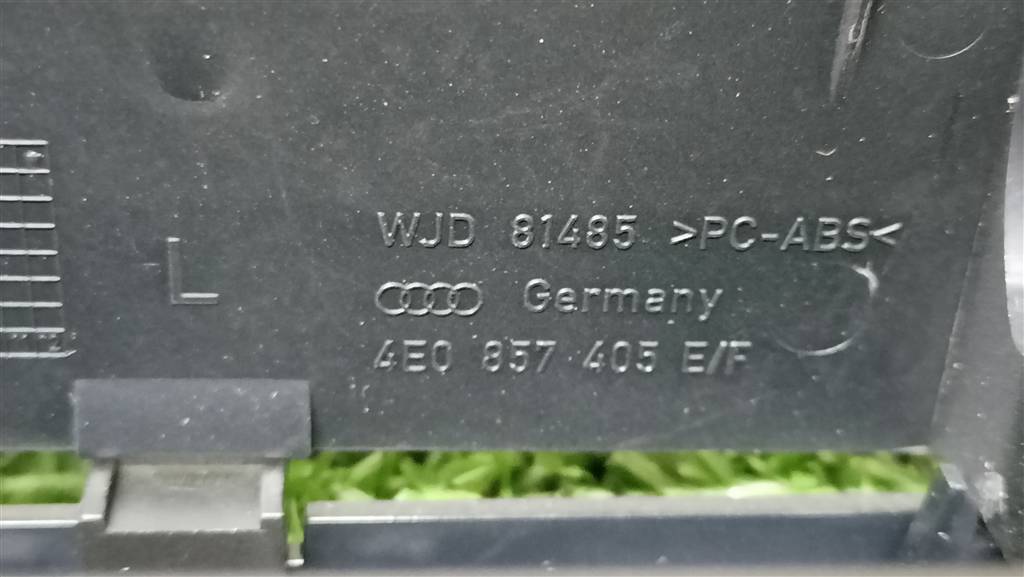 WJD 81485 >PC-ABS<
Germany
4E0 857 405 E/F
L